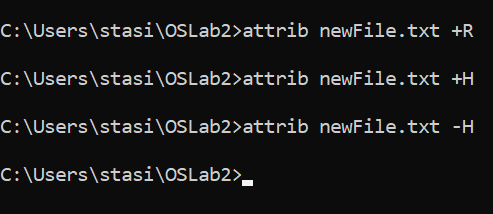 C:\Users\stasi\OSLab2>attrib newFile.txt +R
C:\Users\stasi\OSLab2>attrib newFile.txt +H
C:\Users\stasi\OSLab2>attrib newFile.txt -H
C:\Users\stasi\OSLab2>